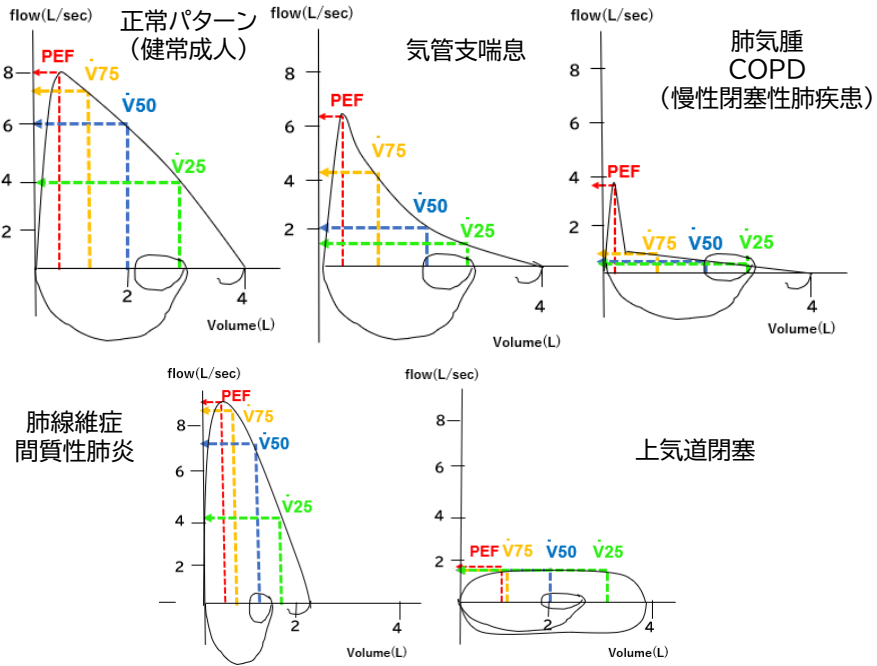 flow(L/sec)
正常パターン
（健常成人）
PEF
V̇75
V̇50
V̇25
8
6
4
2
2
4
Volume(L)
flow(L/sec)
気管支喘息
PEF
V̇75
V̇50
V̇25
8
6
4
2
4
Volume(L)
flow(L/sec)
肺気腫
COPD
（慢性閉塞性肺疾患）
PEF
V̇75
V̇50
V̇25
8
6
4
2
4
Volume(L)
flow(L/sec)
肺線維症
間質性肺炎
PEF
V̇75
V̇50
V̇25
8
6
4
2
2
4
Volume(L)
flow(L/sec)
上気道閉塞
PEF
V̇75
V̇50
V̇25
8
6
4
2
2
4
Volume(L)